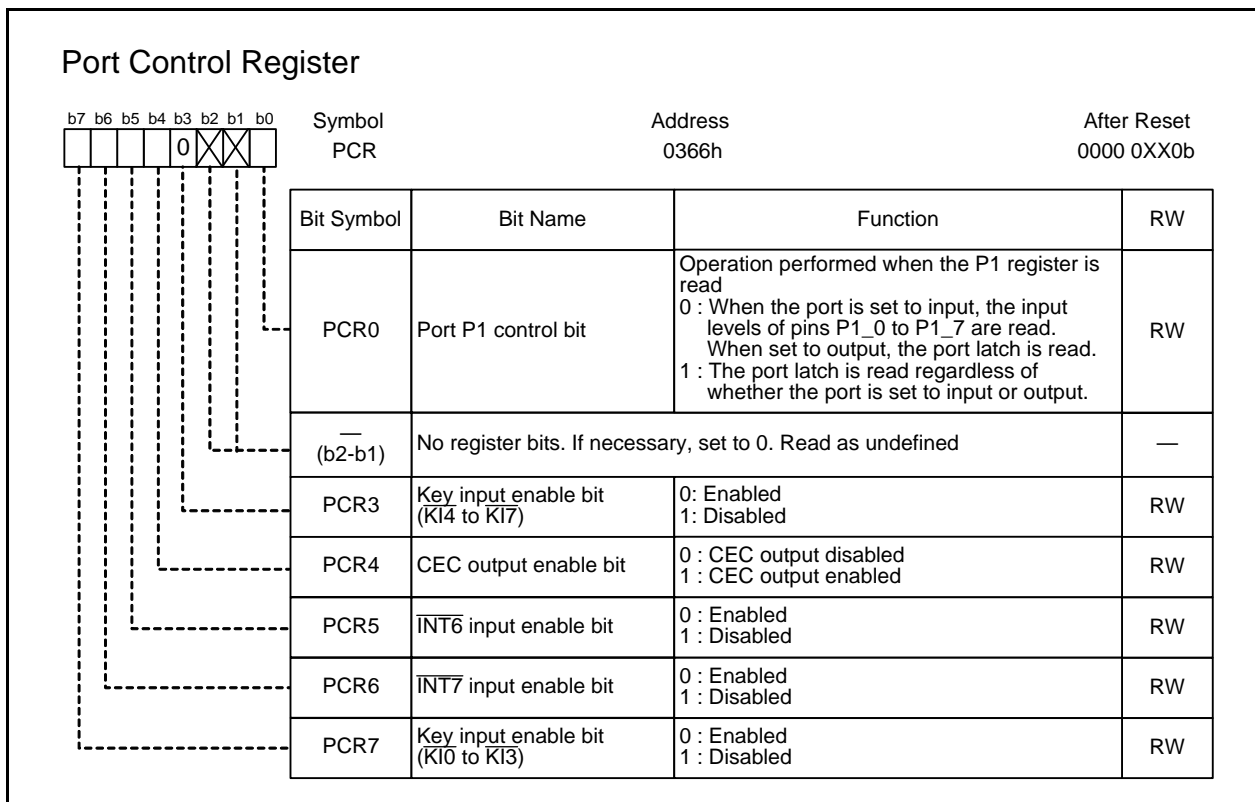 Port Control Register
b7 b6 b5 b4 b3 b2 b1 b0 Symbol Address After Reset
0 PCR 0366h 0000 0XX0b
Bit Symbol Bit Name Function RW
PCR0 Port P1 control bit Operation performed when the P1 register is
read
0 : When the port is set to input, the input
levels of pins P1_0 to P1_7 are read.
When set to output, the port latch is read.
1 : The port latch is read regardless of
whether the port is set to input or output. RW
—
(b2-b1) No register bits. If necessary, set to 0. Read as undefined —
PCR3 Key input enable bit
(K̅I̅4̅ to K̅I̅7̅) 0: Enabled
1: Disabled RW
PCR4 CEC output enable bit 0 : CEC output disabled
1 : CEC output enabled RW
PCR5 I̅N̅T̅6̅ input enable bit 0 : Enabled
1 : Disabled RW
PCR6 I̅N̅T̅7̅ input enable bit 0 : Enabled
1 : Disabled RW
PCR7 Key input enable bit
(K̅I̅0̅ to K̅I̅3̅) 0 : Enabled
1 : Disabled RW